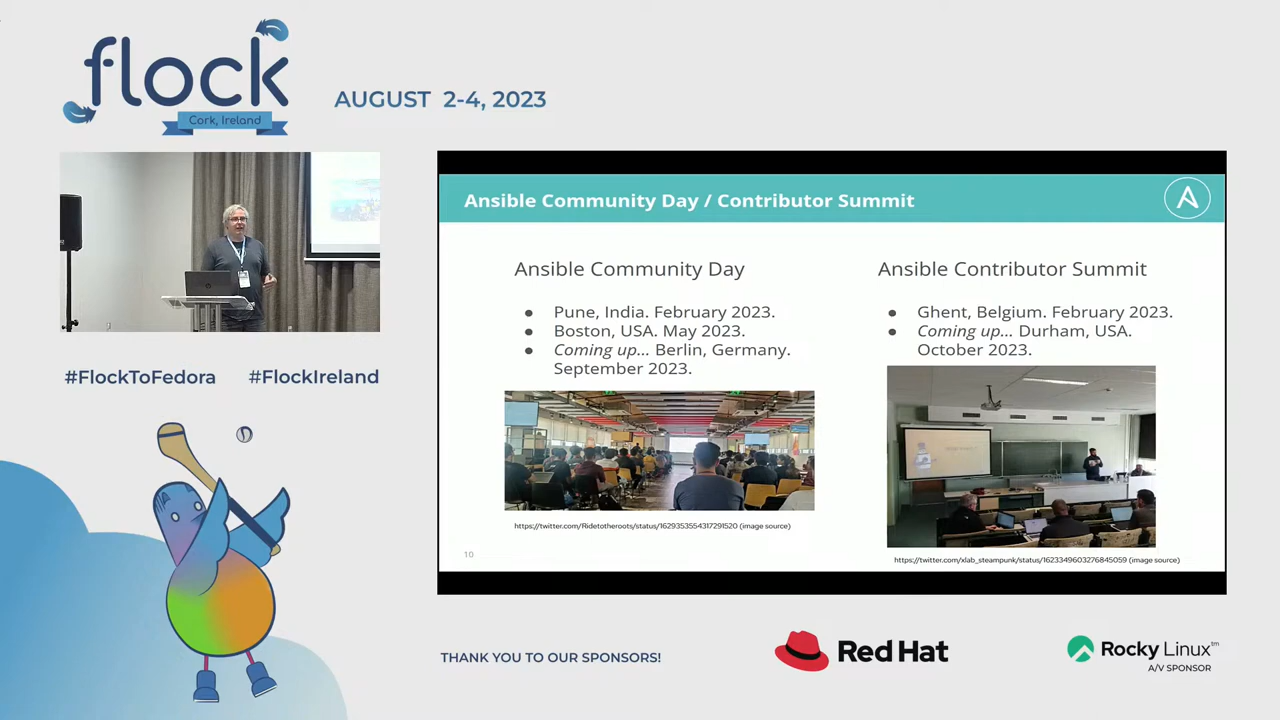 flock
Cork, Ireland
AUGUST 2-4, 2023
#FlockToFedora #FlockIreland
Ansible Community Day / Contributor Summit
A
Ansible Community Day
● Pune, India. February 2023.
● Boston, USA. May 2023.
● Coming up... Berlin, Germany.
September 2023.
https://twitter.com/Ridetotheroots/status/1629353554317291520 (image source)
10
Ansible Contributor Summit
● Ghent, Belgium. February 2023.
● Coming up... Durham, USA.
October 2023.
https://twitter.com/xlab_steampunk/status/1623349603276845059 (image source)
THANK YOU TO OUR SPONSORS!
Red Hat
Rocky Linux™
A/V SPONSOR